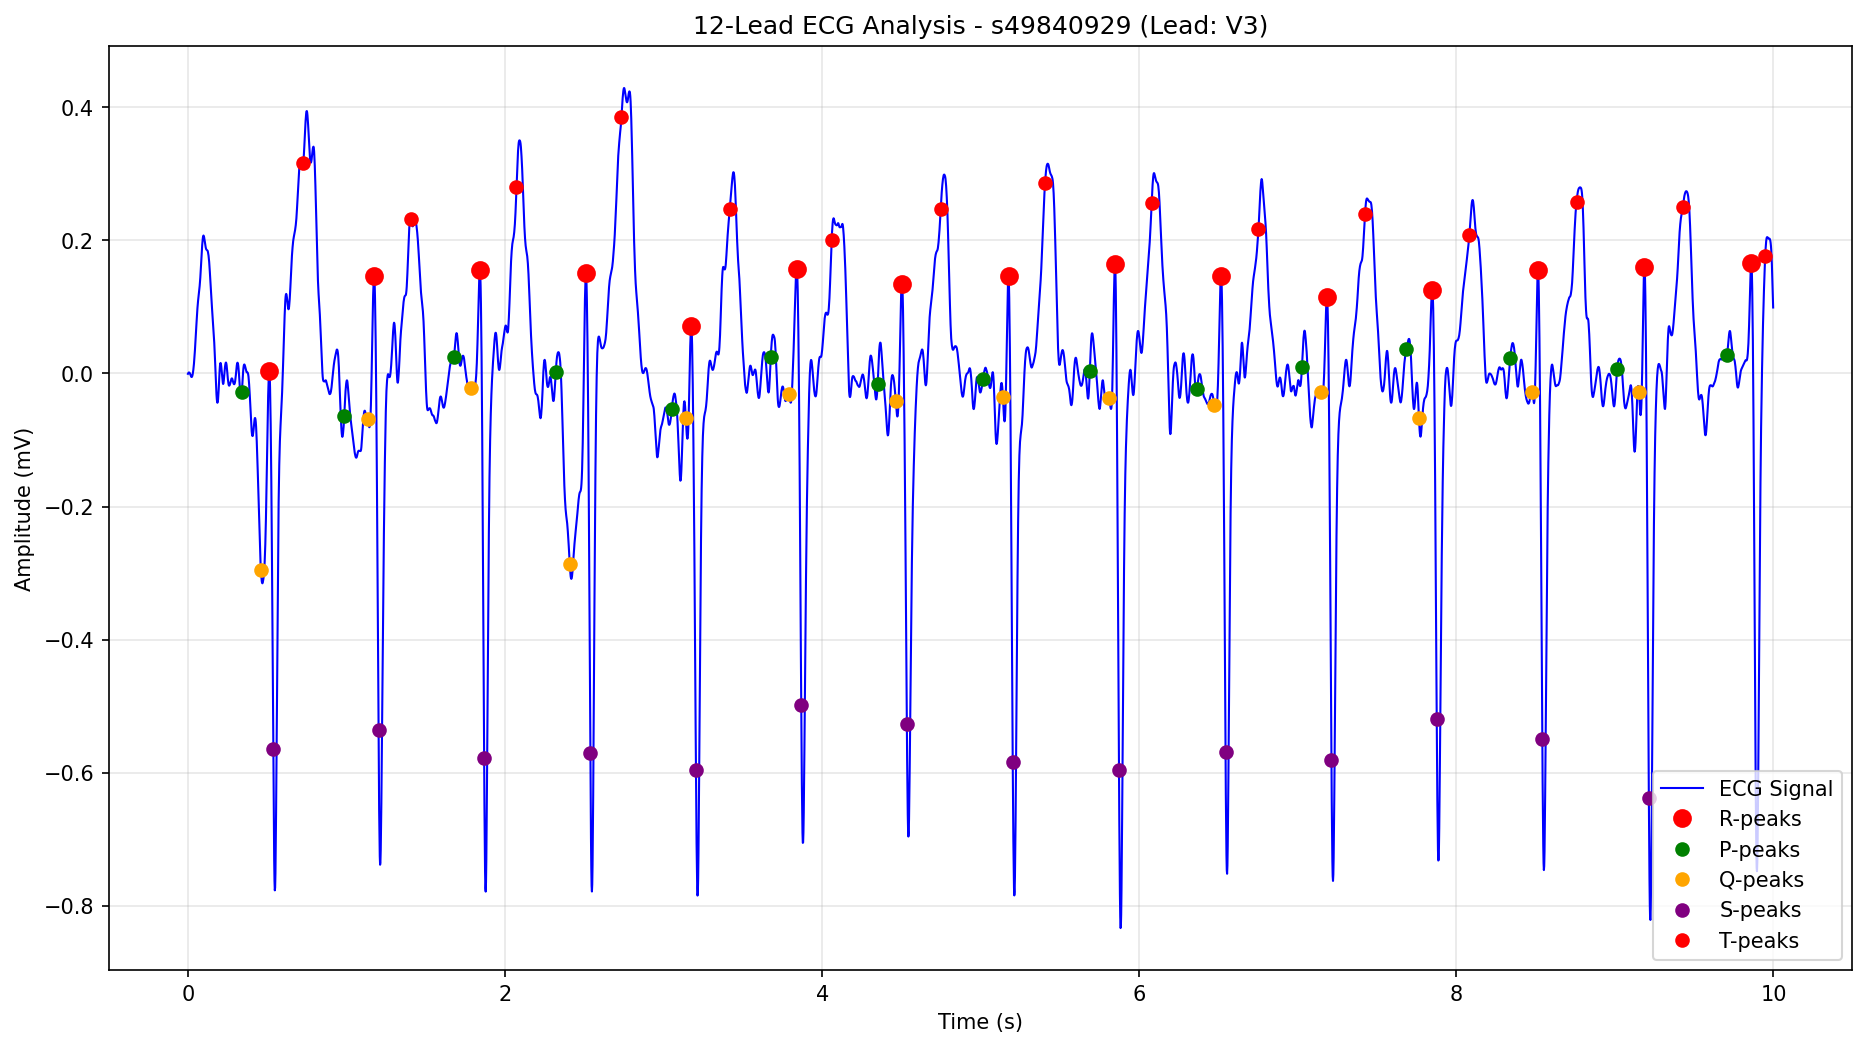 12-Lead ECG Analysis - s49840929 (Lead: V3)
Amplitude (mV)
0.4
0.2
0.0
−0.2
−0.4
−0.6
−0.8
ECG Signal
R-peaks
P-peaks
Q-peaks
S-peaks
T-peaks
0 2 4 6 8 10
Time (s)